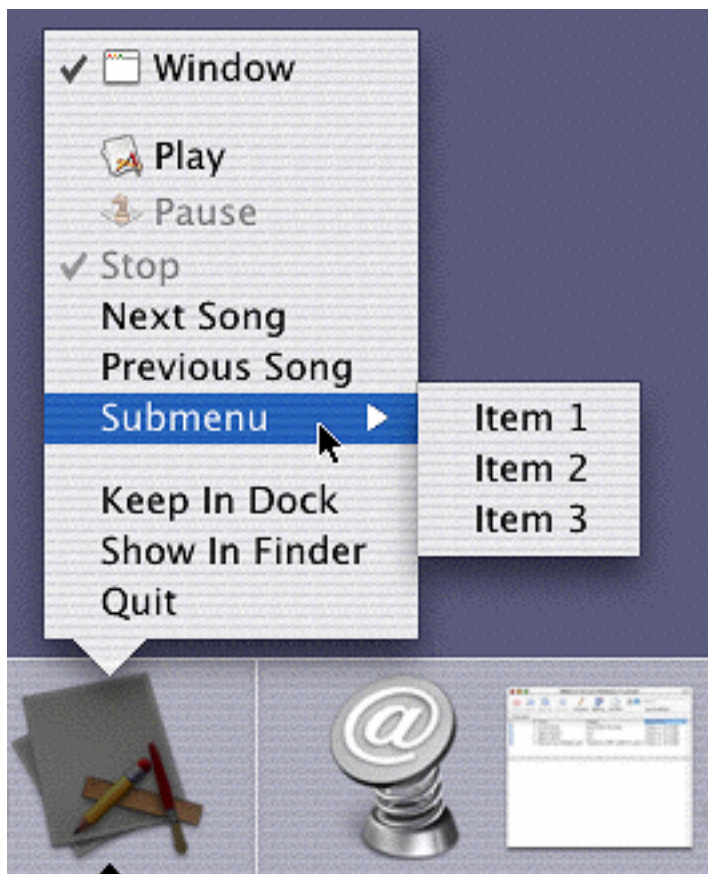 Window
Play
Pause
Stop
Next Song
Previous Song
Submenu
Item 1
Item 2
Item 3
Keep In Dock
Show In Finder
Quit
@